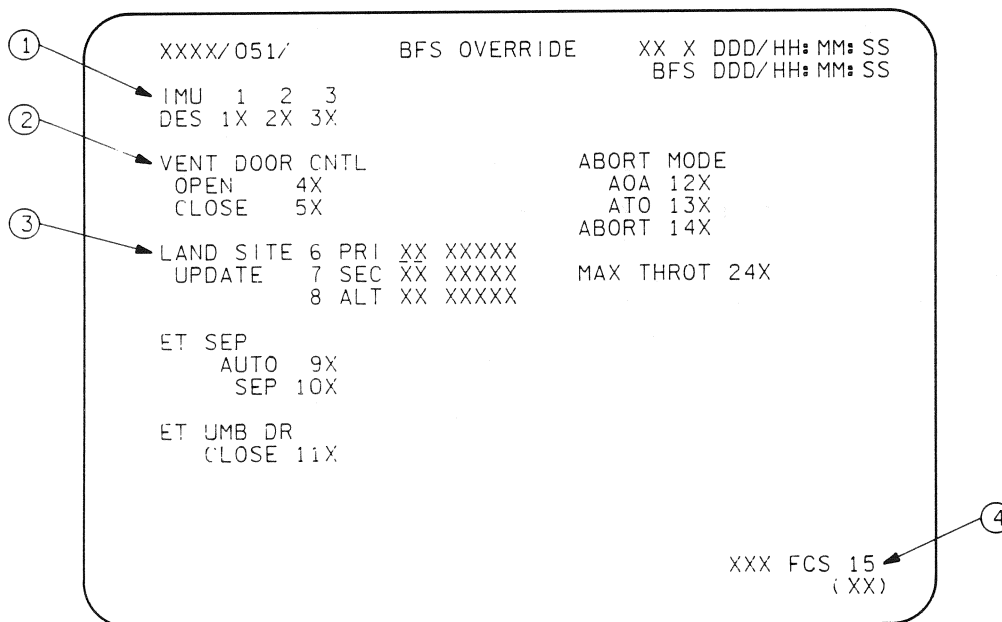 XXXX/051/ BFS OVERRIDE XX X DDD/HH:MM:SS
BFS DDD/HH:MM:SS
1
IMU 1 2 3
DES 1X 2X 3X
2
VENT DOOR CNTL ABORT MODE
OPEN 4X AOA 12X
CLOSE 5X ATO 13X
ABORT 14X
3
LAND SITE 6 PRI XX XXXXX
UPDATE 7 SEC XX XXXXX MAX THROT 24X
8 ALT XX XXXXX
ET SEP
AUTO 9X
SEP 10X
ET UMB DR
CLOSE 11X
4
XXX FCS 15
(XX)